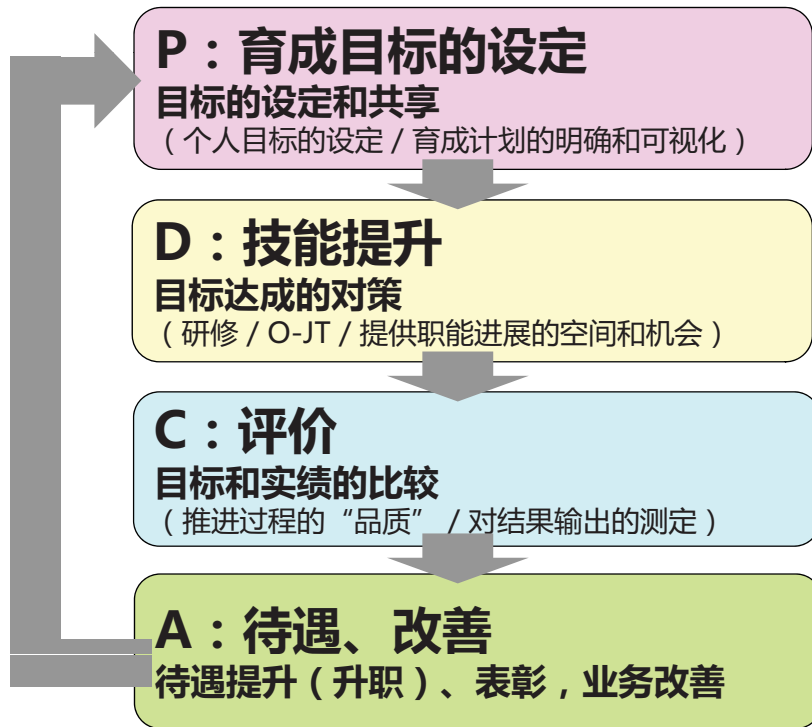 P：育成目标的设定
目标的设定和共享
（个人目标的设定 / 育成计划的明确和可视化）
D：技能提升
目标达成的对策
（研修 / O-JT / 提供职能进展的空间和机会）
C：评价
目标和实绩的比较
（推进过程的“品质” / 对结果输出的测定）
A：待遇、改善
待遇提升（升职）、表彰，业务改善